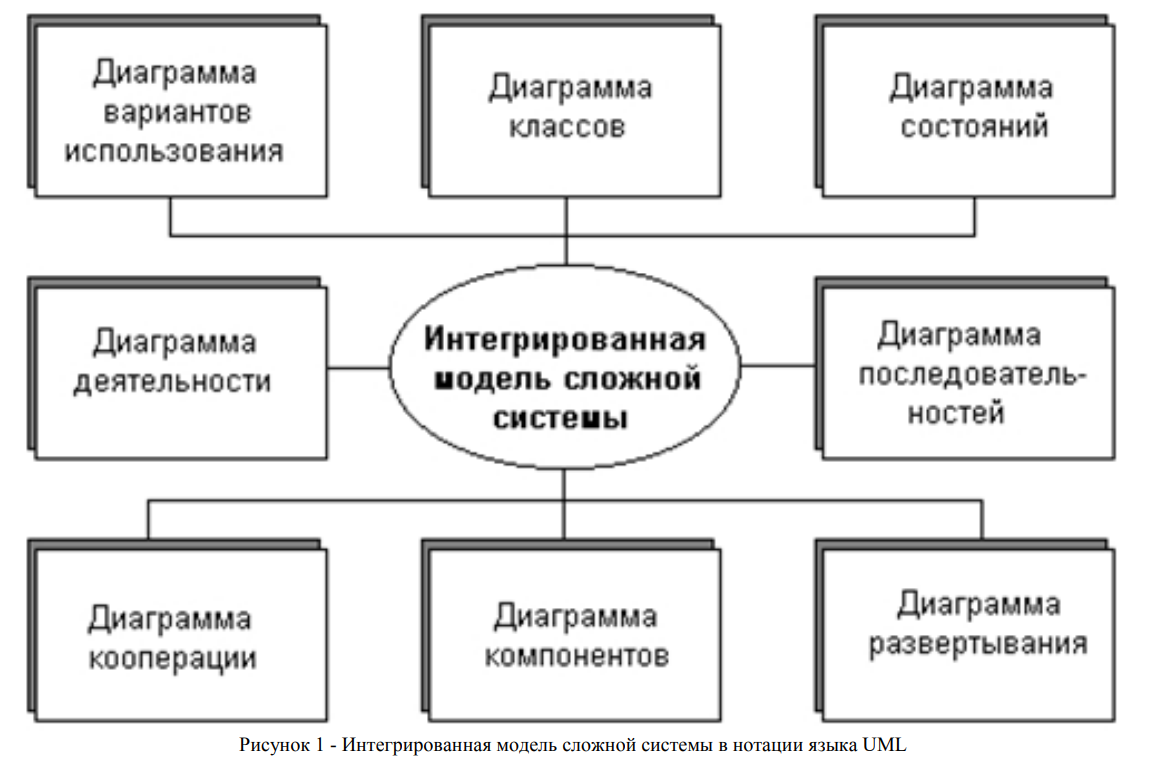 Диаграмма
вариантов
использования
Диаграмма
классов
Диаграмма
состояний
Диаграмма
деятельности
Интегрированная
модель сложной
системы
Диаграмма
последователь-
ностей
Диаграмма
кооперации
Диаграмма
компонентов
Диаграмма
развертывания
Рисунок 1 - Интегрированная модель сложной системы в нотации языка UML